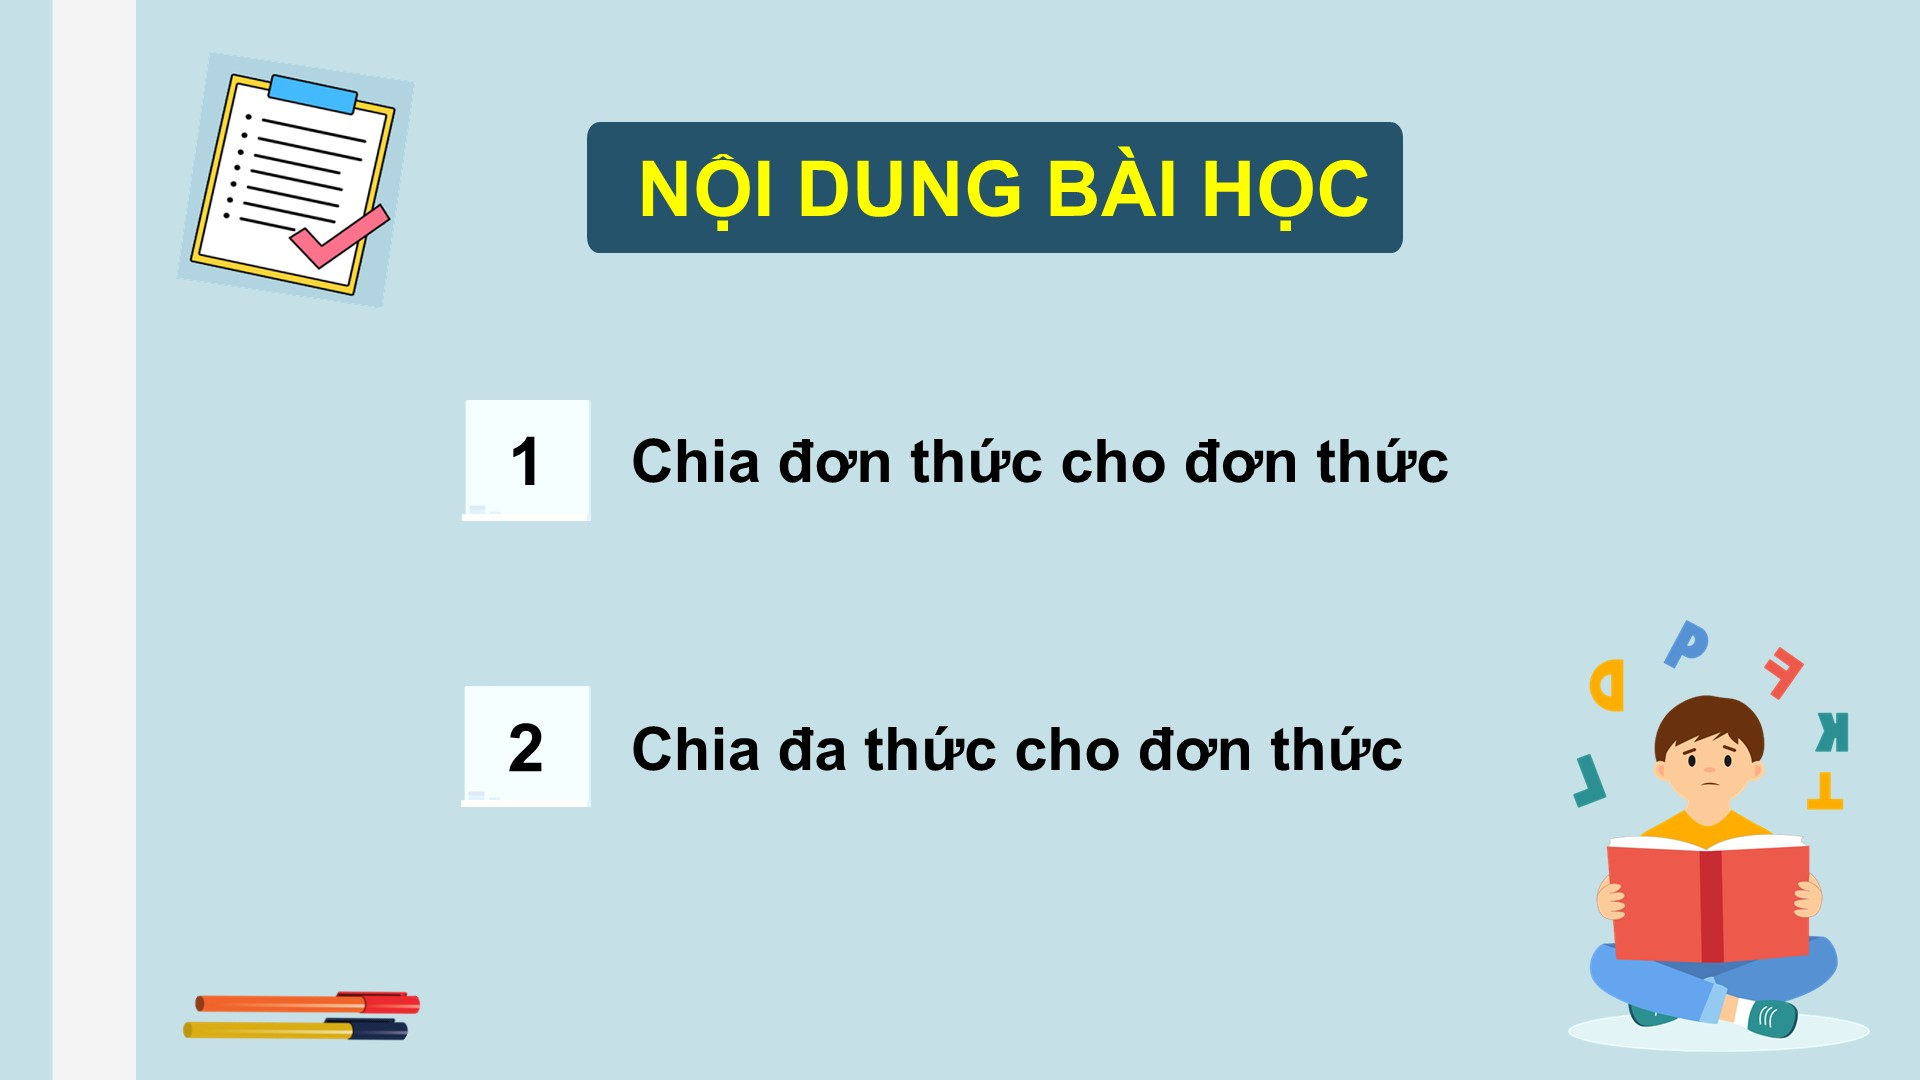 NỘI DUNG BÀI HỌC
1 Chia đơn thức cho đơn thức
2 Chia đa thức cho đơn thức
D P F K L T